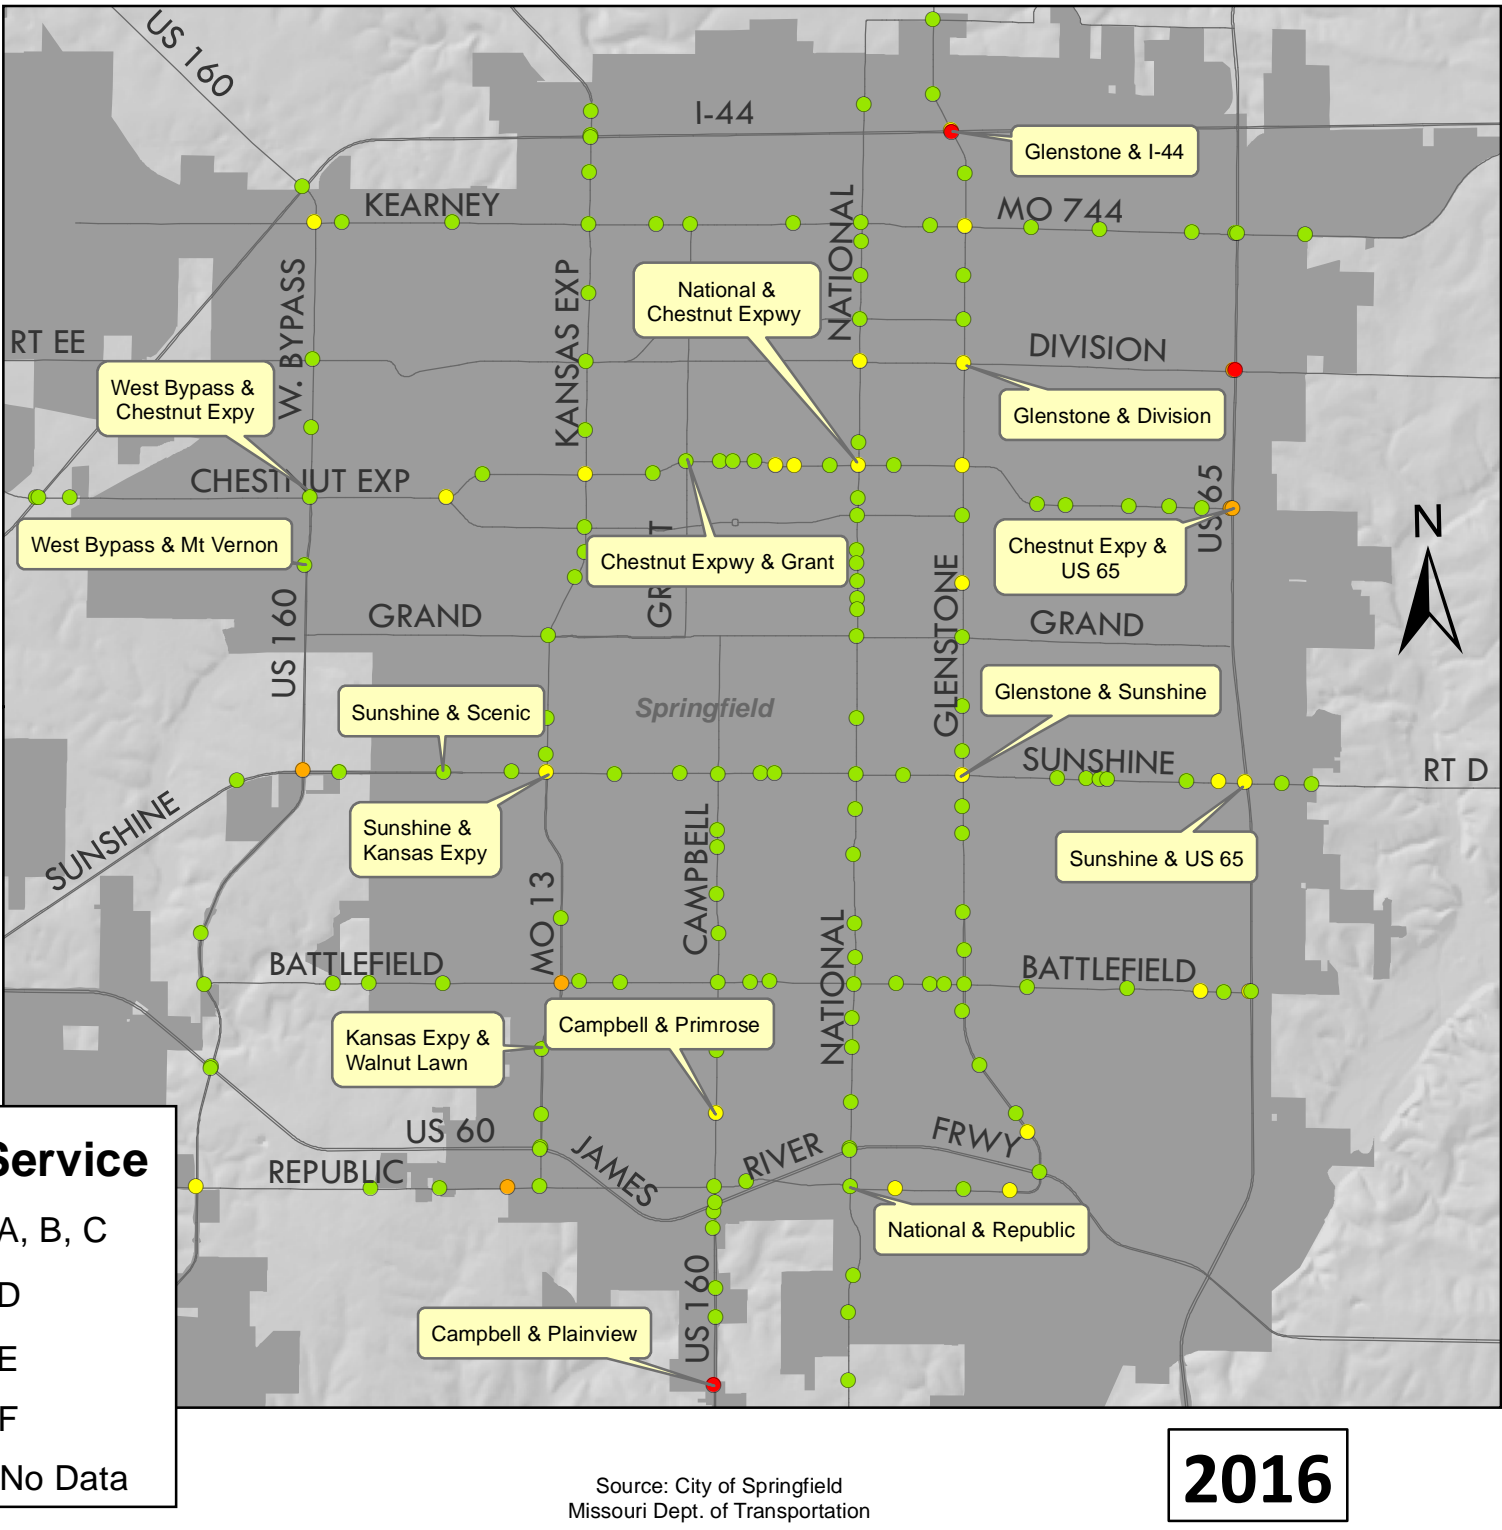 US 160
I-44
Glenstone & I-44
KEARNEY
MO 744
NATIONAL
W. BYPASS
KANSAS EXP
National &
Chestnut Expwy
RT EE
DIVISION
West Bypass &
Chestnut Expy
Glenstone & Division
CHESTNUT EXP
US 65
N
West Bypass & Mt Vernon
Chestnut Expwy & Grant
Chestnut Expy &
US 65
GLENSTONE
GRAND
GRAND
US 160
Sunshine & Scenic
Springfield
Glenstone & Sunshine
SUNSHINE
RT D
SUNSHINE
Sunshine &
Kansas Expy
CAMPBELL
Sunshine & US 65
MO 13
NATIONAL
BATTLEFIELD
BATTLEFIELD
Kansas Expy &
Walnut Lawn
Campbell & Primrose
US 60
JAMES
RIVER
FRWY
REPUBLIC
National & Republic
US 160
Campbell & Plainview
Service
A, B, C
D
E
F
No Data
Source: City of Springfield
Missouri Dept. of Transportation
2016